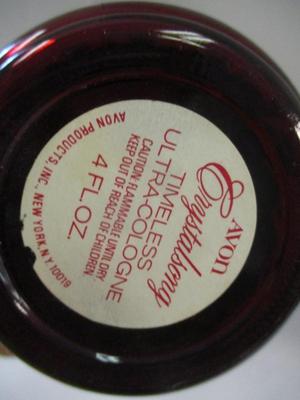 AVON
Crystalsong
TIMELESS
ULTRA-COLOGNE
CAUTION: FLAMMABLE UNTIL DRY.
KEEP OUT OF REACH OF CHILDREN.
4 FL. OZ.
AVON PRODUCTS, INC., NEW YORK, N.Y. 10019